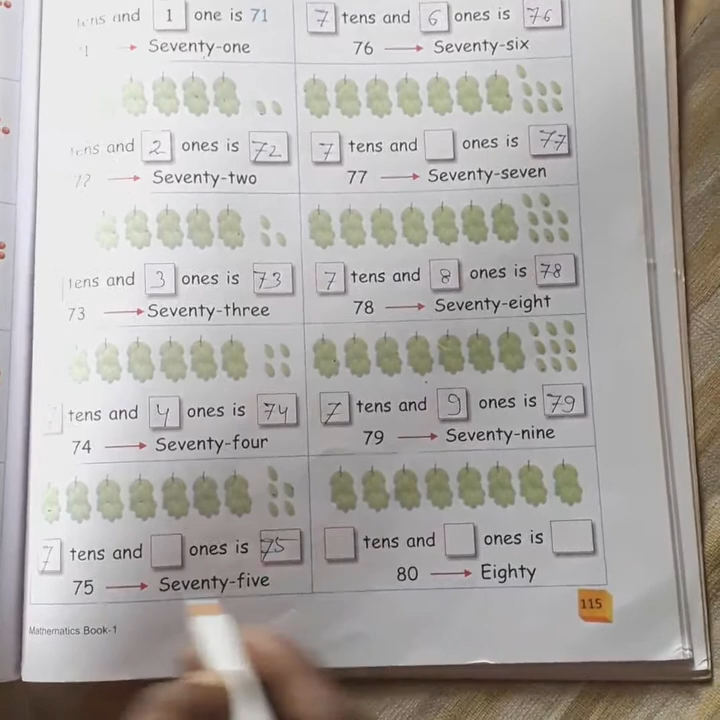 tens and 1 one is 71
7 tens and 6 ones is 76
Seventy-one
76 Seventy-six
tens and 2 ones is 72
7 tens and ones is 77
72 Seventy-two
77 Seventy-seven
tens and 3 ones is 73
7 tens and 8 ones is 78
73 Seventy-three
78 Seventy-eight
tens and 4 ones is 74
7 tens and 9 ones is 79
74 Seventy-four
79 Seventy-nine
7 tens and ones is 75
tens and ones is
75 Seventy-five
80 Eighty
115
Mathematics Book-1